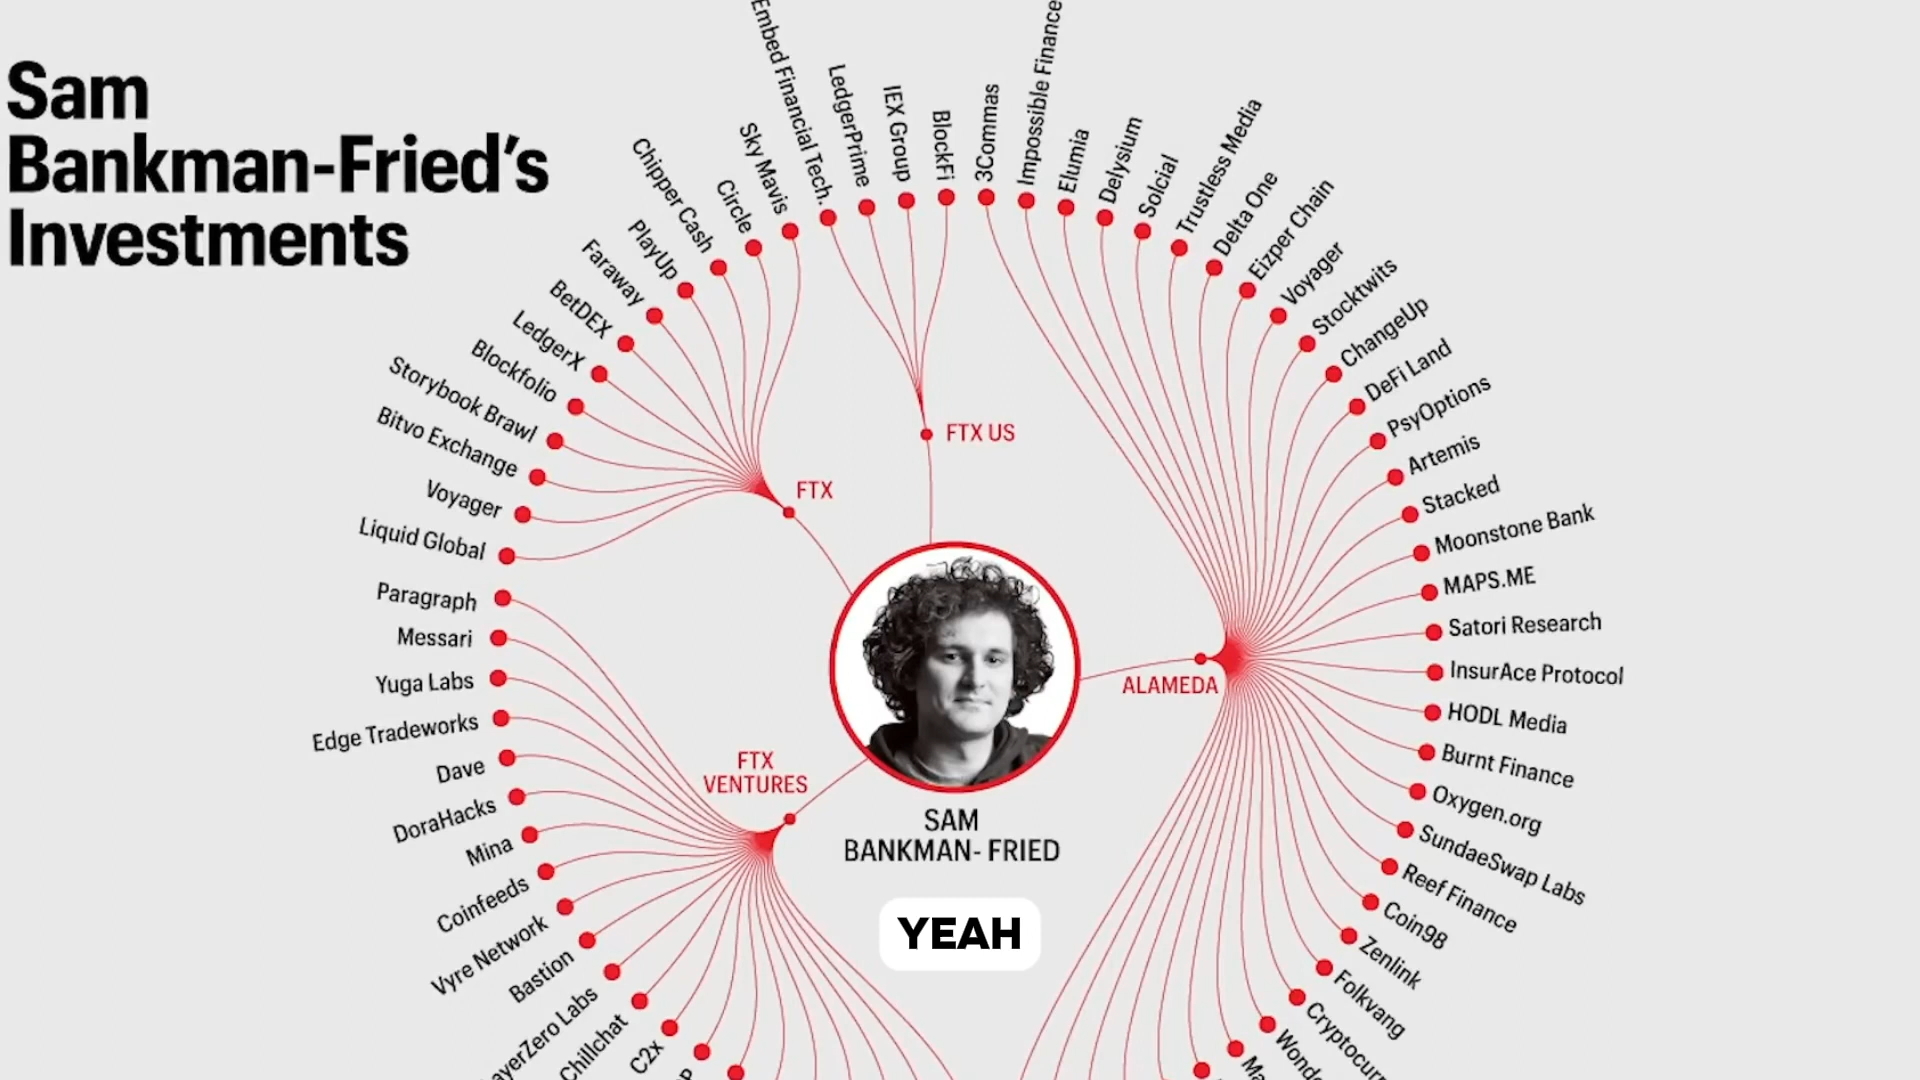 Sam
Bankman-Fried's
Investments
Embed Financial Tech.
LedgerPrime
IEX Group
BlockFi
3Commas
Impossible Finance
Elumia
Delysium
Solcial
Trustless Media
Delta One
Eizper Chain
Voyager
Stocktwits
ChangeUp
DeFi Land
PsyOptions
Artemis
Stacked
Moonstone Bank
MAPS.ME
Satori Research
InsurAce Protocol
HODL Media
Burnt Finance
Oxygen.org
SundaeSwap Labs
Reef Finance
Coin98
Zenlink
Folkvang
Sky Mavis
Circle
Chipper Cash
PlayUp
Faraway
BetDEX
LedgerX
Blockfolio
Storybook Brawl
Bitvo Exchange
Voyager
Liquid Global
Paragraph
Messari
Yuga Labs
Edge Tradeworks
Dave
DoraHacks
Mina
Coinfeeds
Vyre Network
Bastion
ayerZero Labs
Chillchat
C2x
FTX US
FTX
ALAMEDA
FTX
VENTURES
SAM
BANKMAN- FRIED
YEAH